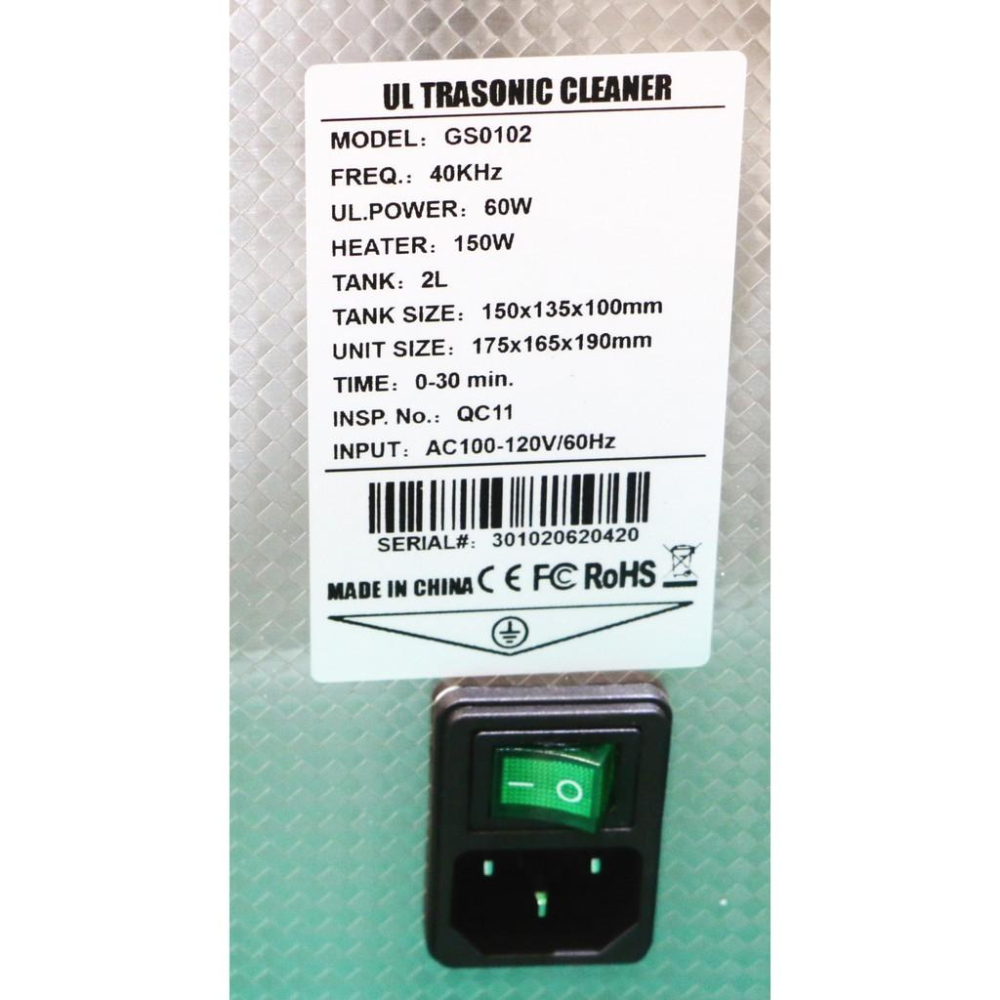 UL TRASONIC CLEANER
MODEL: GS0102
FREQ.: 40KHz
UL.POWER: 60W
HEATER: 150W
TANK: 2L
TANK SIZE: 150x135x100mm
UNIT SIZE: 175x165x190mm
TIME: 0-30 min.
INSP. No.: QC11
INPUT: AC100-120V/60Hz
SERIAL#: 301020620420
MADE IN CHINA CE FC RoHS
— O